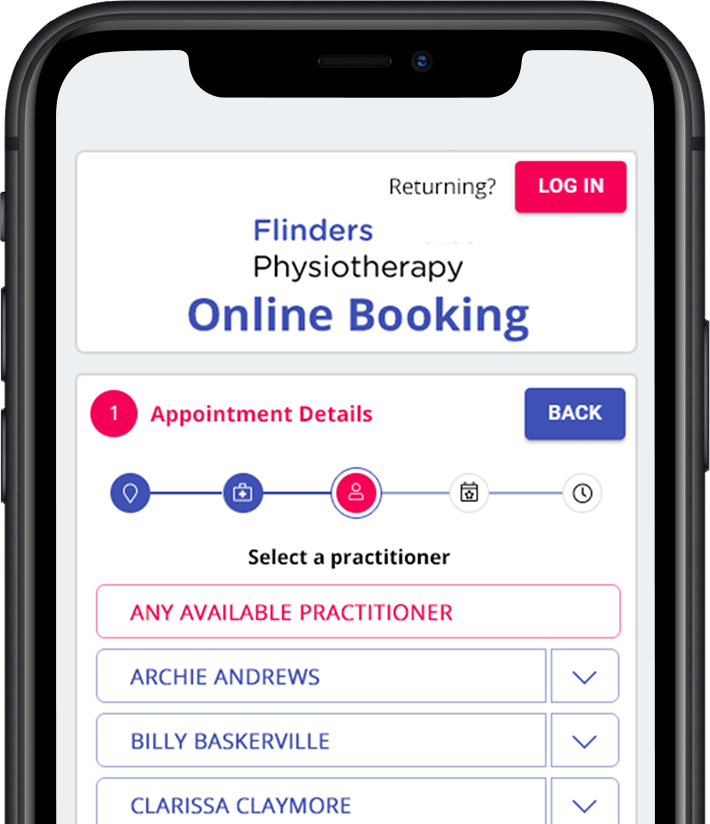 Returning? LOG IN
Flinders
Physiotherapy
Online Booking
1 Appointment Details BACK
Select a practitioner
ANY AVAILABLE PRACTITIONER
ARCHIE ANDREWS
BILLY BASKERVILLE
CLARISSA CLAYMORE